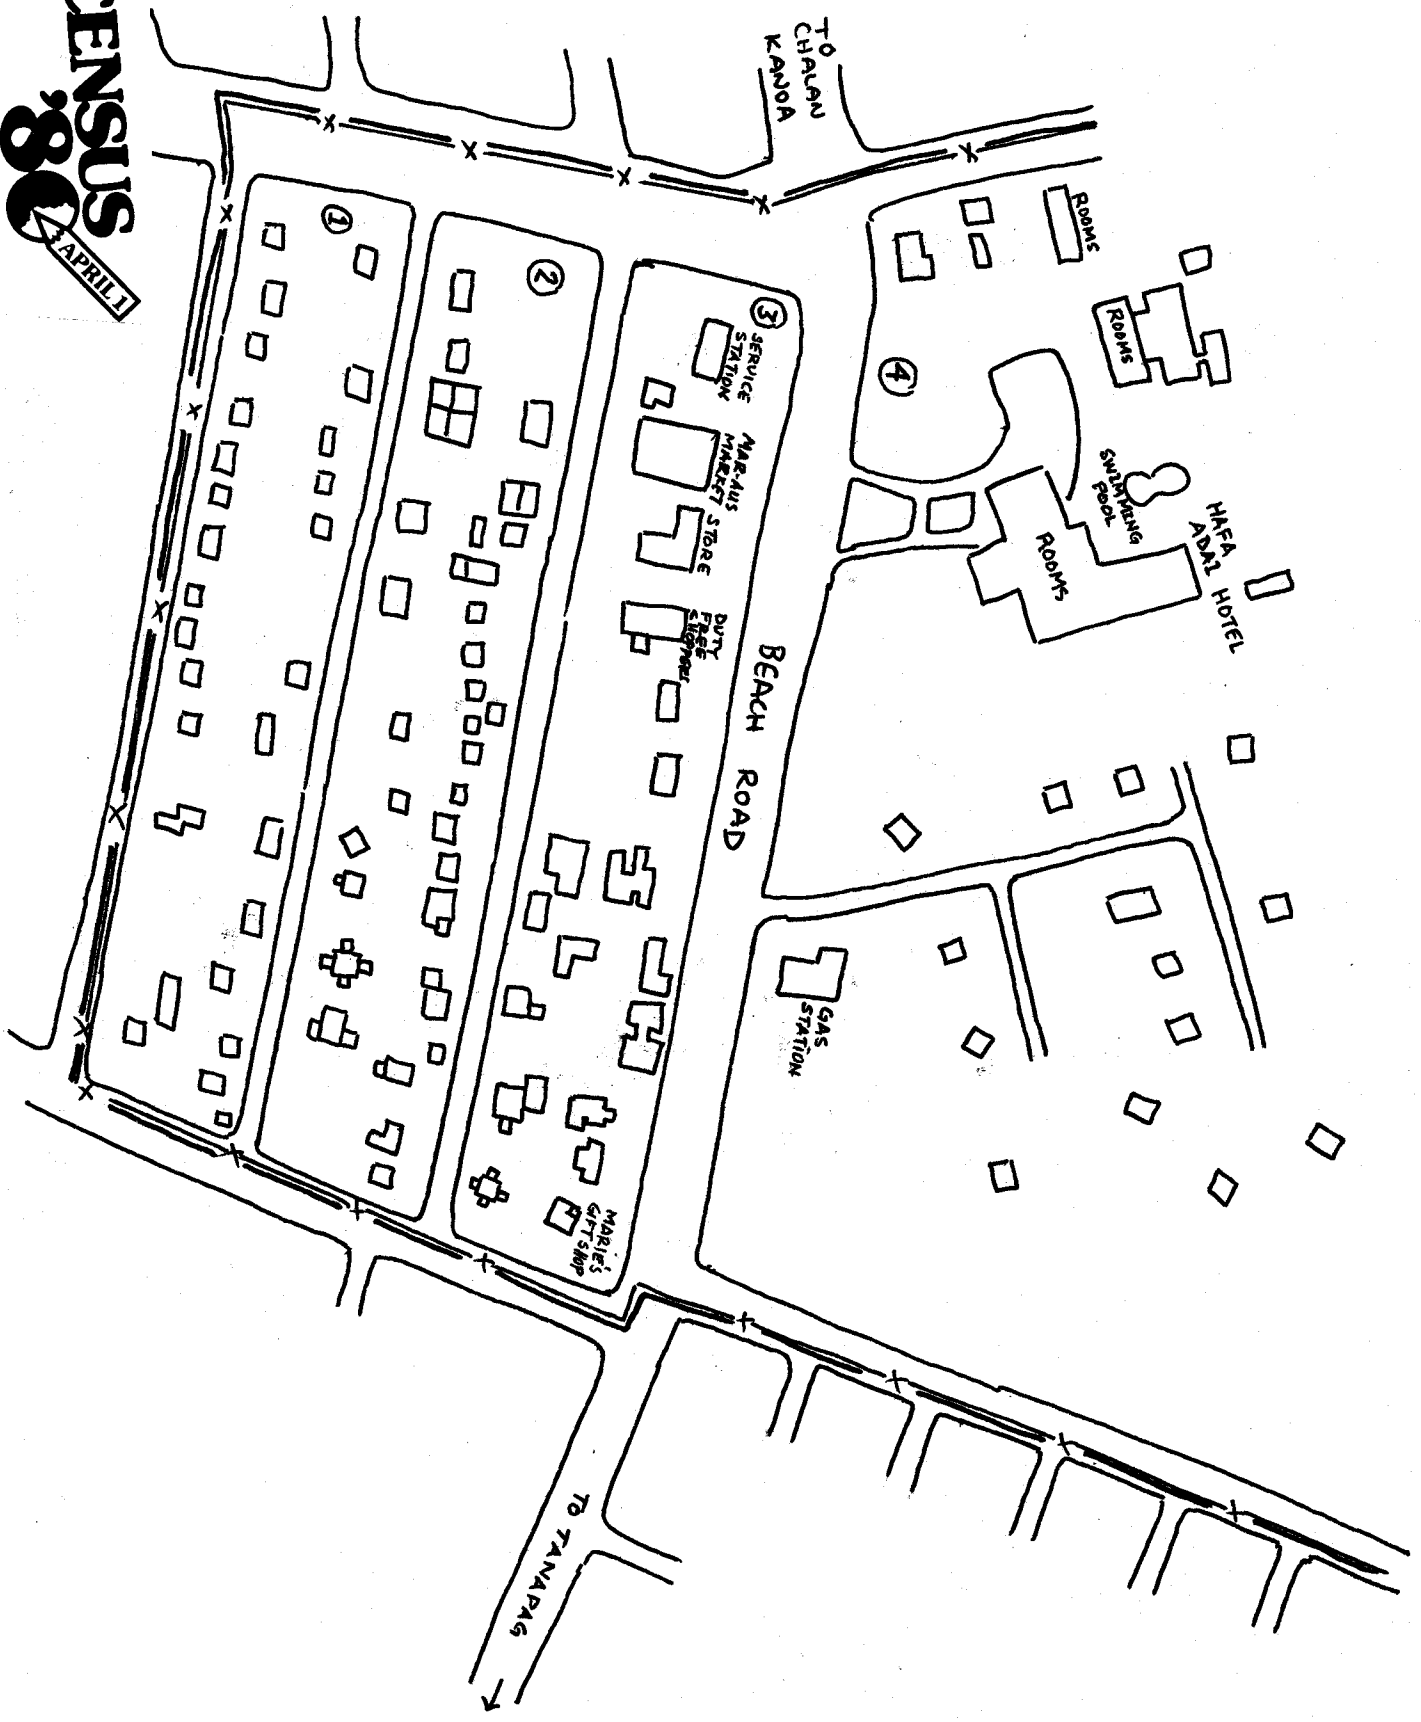 CENSUS
'80
APRIL 1
TO
CHALAN
KANOA
ROOMS
ROOMS
SWIMMING
POOL
HAFA
ADAI HOTEL
ROOMS
1
2
3
4
SERVICE
STATION
MAR-AUS
MARKET
STORE
DUTY
FREE
SHOPPERS
BEACH ROAD
GAS
STATION
MARIE'S
GIFT SHOP
TO TANAPAG